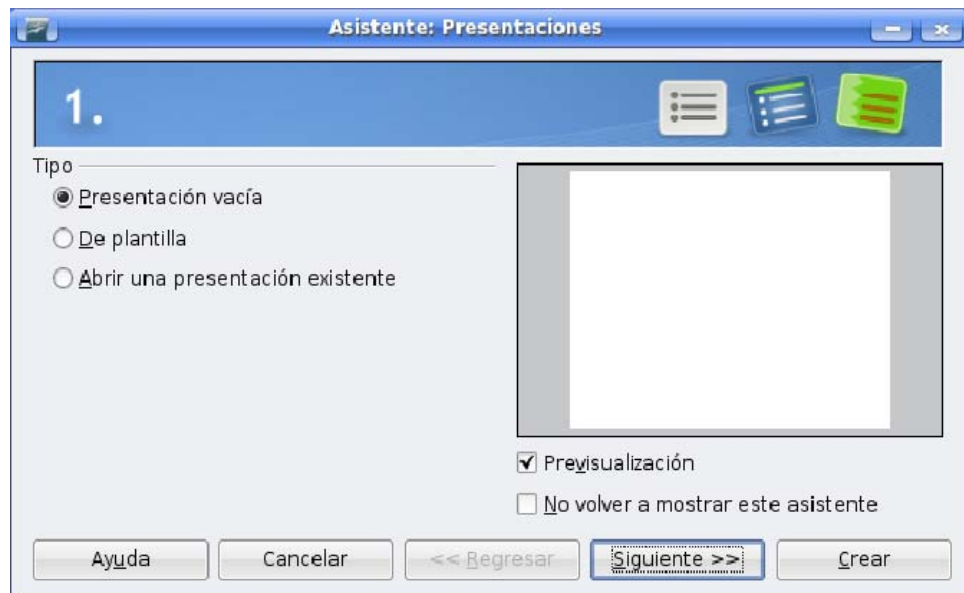 Asistente: Presentaciones
1.
Tipo
Presentación vacía
De plantilla
Abrir una presentación existente
Previsualización
No volver a mostrar este asistente
Ayuda
Cancelar
<< Regresar
Siguiente >>
Crear